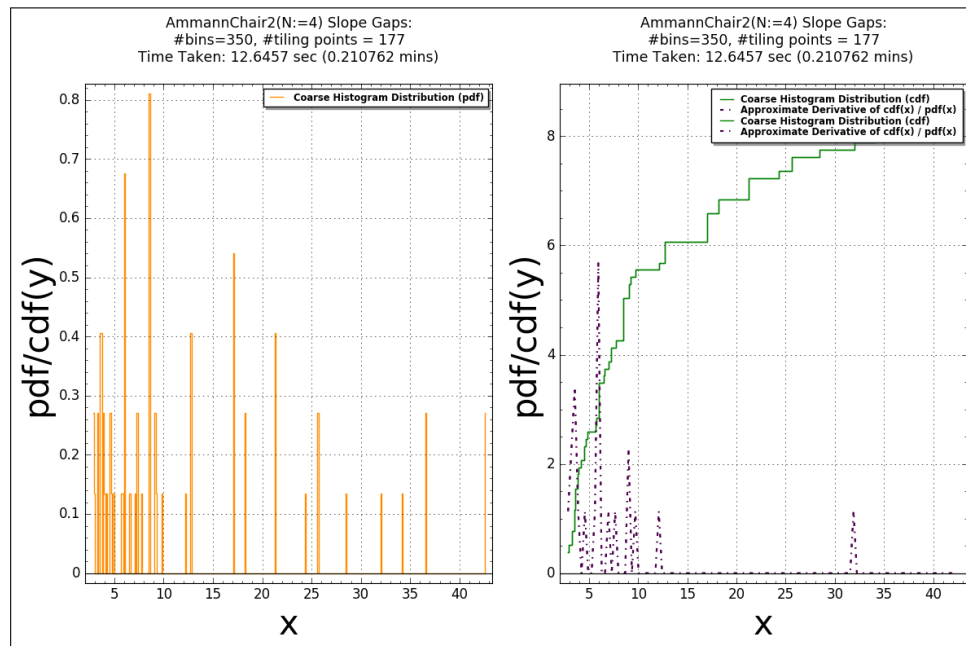 AmmannChair2(N:=4) Slope Gaps:
#bins=350, #tiling points = 177
Time Taken: 12.6457 sec (0.210762 mins)
Coarse Histogram Distribution (pdf)
0.8
0.7
0.6
0.5
0.4
0.3
0.2
0.1
0
pdf/cdf(y)
5 10 15 20 25 30 35 40
x
AmmannChair2(N:=4) Slope Gaps:
#bins=350, #tiling points = 177
Time Taken: 12.6457 sec (0.210762 mins)
Coarse Histogram Distribution (cdf)
Approximate Derivative of cdf(x) / pdf(x)
Coarse Histogram Distribution (cdf)
Approximate Derivative of cdf(x) / pdf(x)
8
6
4
2
0
pdf/cdf(y)
5 10 15 20 25 30 35 40
x